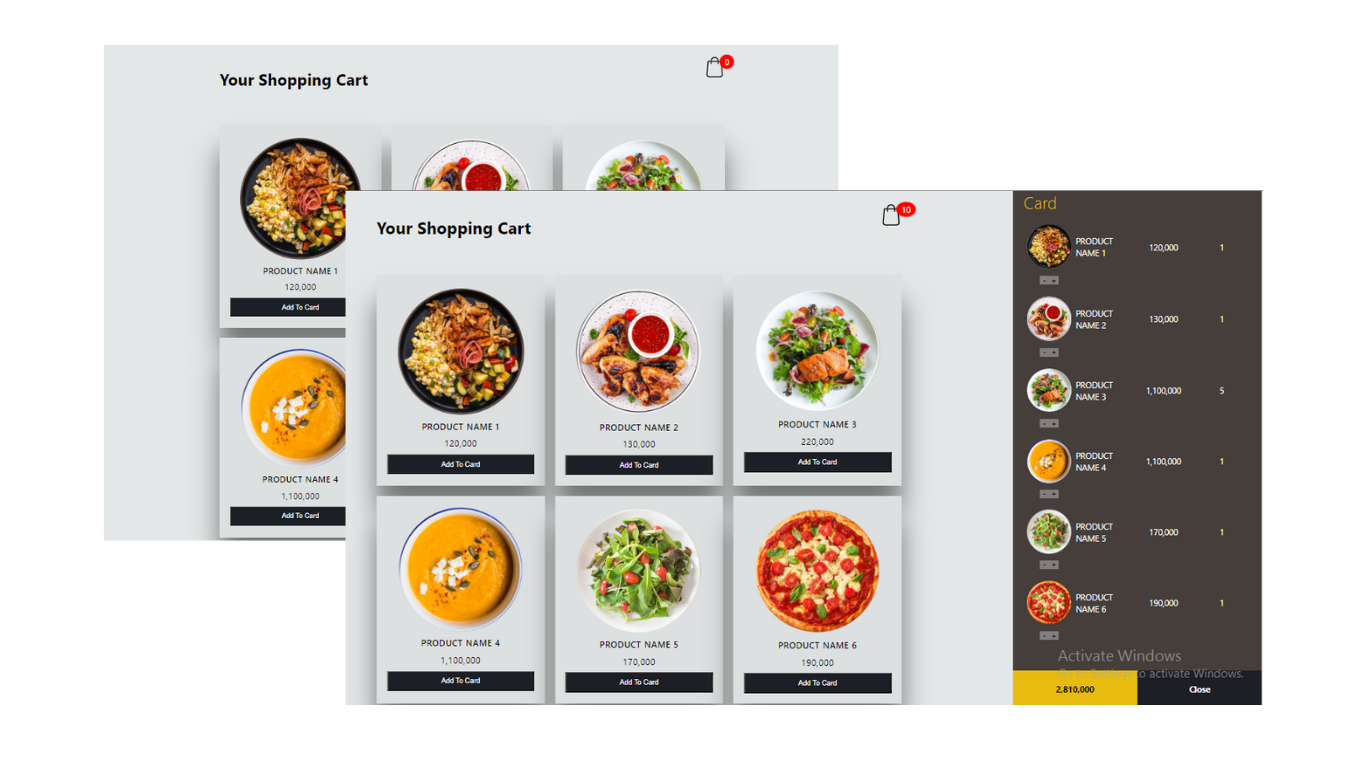 Your Shopping Cart
0
PRODUCT NAME 1
120,000
Add To Card
PRODUCT NAME 4
1,100,000
Add To Card
Your Shopping Cart
10
PRODUCT NAME 1
120,000
Add To Card
PRODUCT NAME 2
130,000
Add To Card
PRODUCT NAME 3
220,000
Add To Card
PRODUCT NAME 4
1,100,000
Add To Card
PRODUCT NAME 5
170,000
Add To Card
PRODUCT NAME 6
190,000
Add To Card
Card
PRODUCT
NAME 1
120,000
1
- +
PRODUCT
NAME 2
130,000
1
- +
PRODUCT
NAME 3
1,100,000
5
- +
PRODUCT
NAME 4
1,100,000
1
- +
PRODUCT
NAME 5
170,000
1
- +
PRODUCT
NAME 6
190,000
1
- +
Activate Windows
Go to Settings to activate Windows.
2,810,000
Close